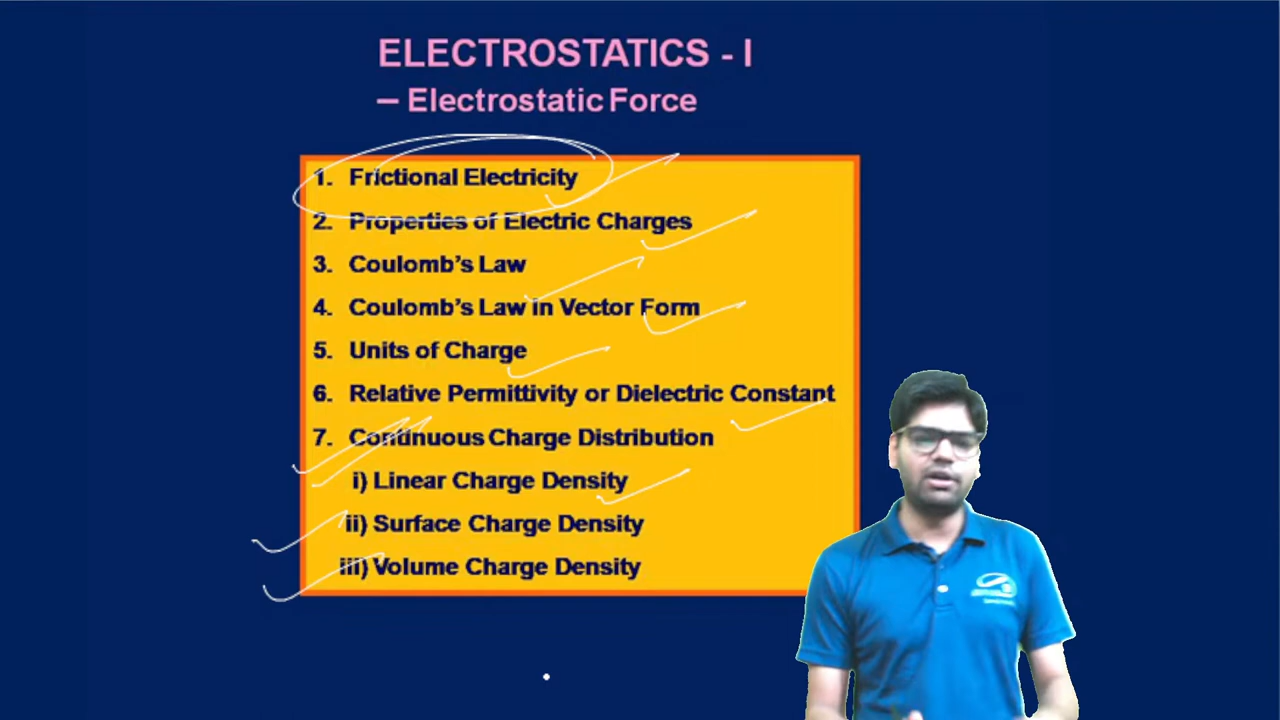 ELECTROSTATICS - I
– Electrostatic Force
1. Frictional Electricity
2. Properties of Electric Charges
3. Coulomb's Law
4. Coulomb's Law in Vector Form
5. Units of Charge
6. Relative Permittivity or Dielectric Constant
7. Continuous Charge Distribution
i) Linear Charge Density
ii) Surface Charge Density
iii) Volume Charge Density